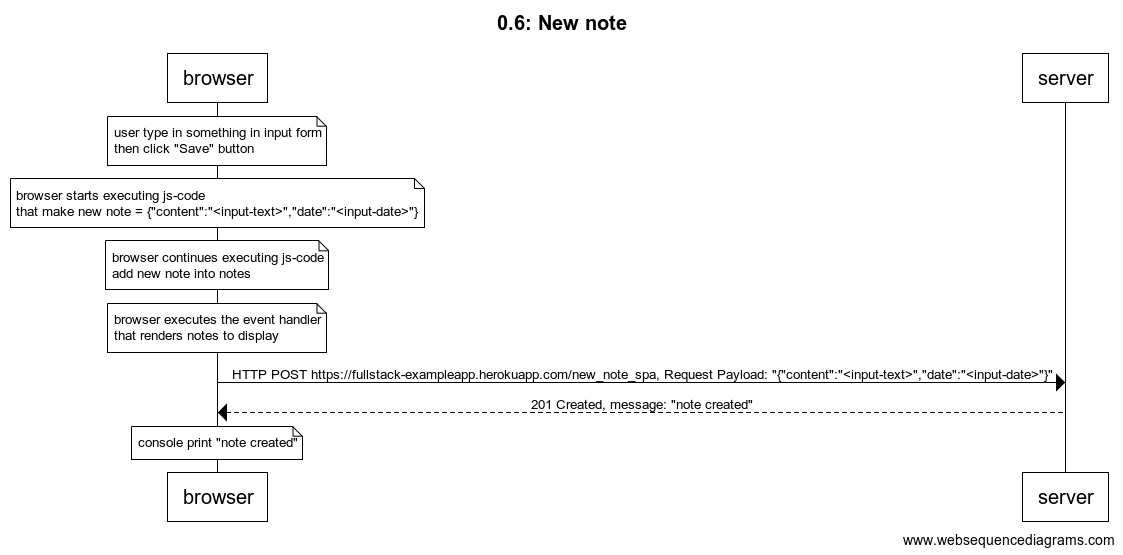 0.6: New note
browser
server
user type in something in input form
then click "Save" button
browser starts executing js-code
that make new note = {"content":"<input-text>","date":"<input-date>"}
browser continues executing js-code
add new note into notes
browser executes the event handler
that renders notes to display
HTTP POST https://fullstack-exampleapp.herokuapp.com/new_note_spa, Request Payload: "{"content":"<input-text>","date":"<input-date>"}"
201 Created, message: "note created"
console print "note created"
browser
server
www.websequencediagrams.com